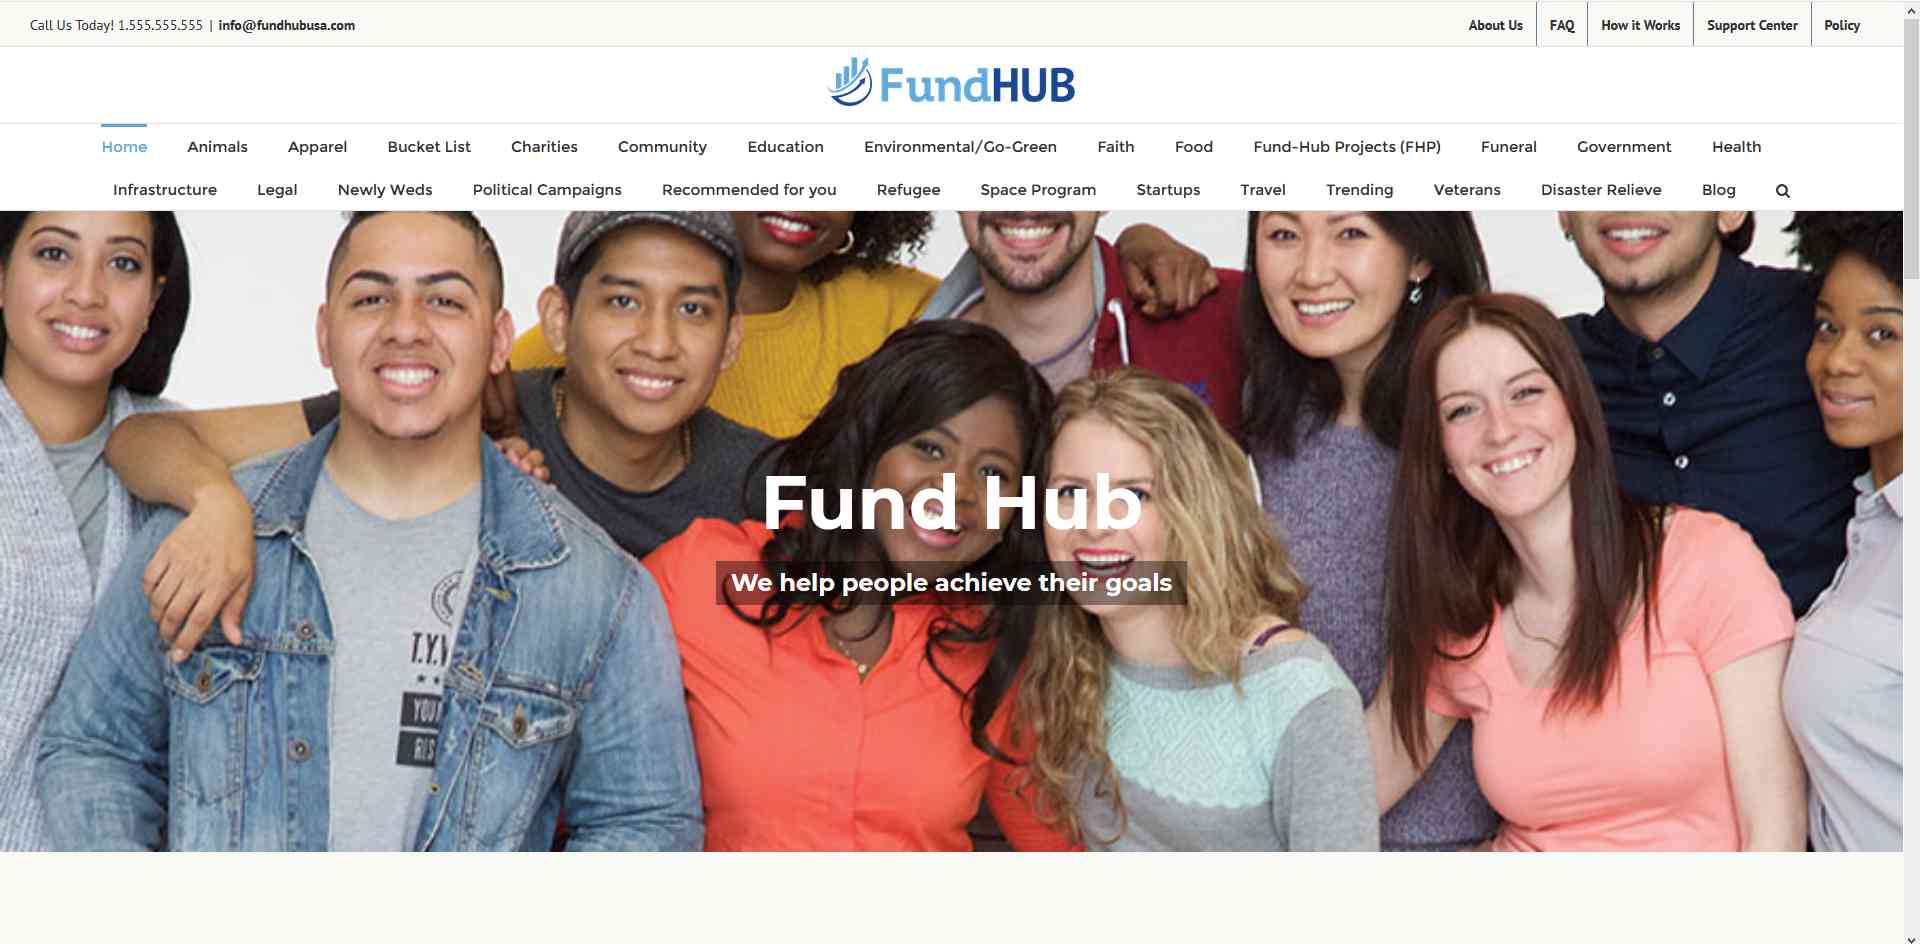 Call Us Today! 1.555.555.555 | info@fundhubusa.com
About Us FAQ How it Works Support Center Policy
FundHUB
Home Animals Apparel Bucket List Charities Community Education Environmental/Go-Green Faith Food Fund-Hub Projects (FHP) Funeral Government Health
Infrastructure Legal Newly Weds Political Campaigns Recommended for you Refugee Space Program Startups Travel Trending Veterans Disaster Relieve Blog
Fund Hub
We help people achieve their goals